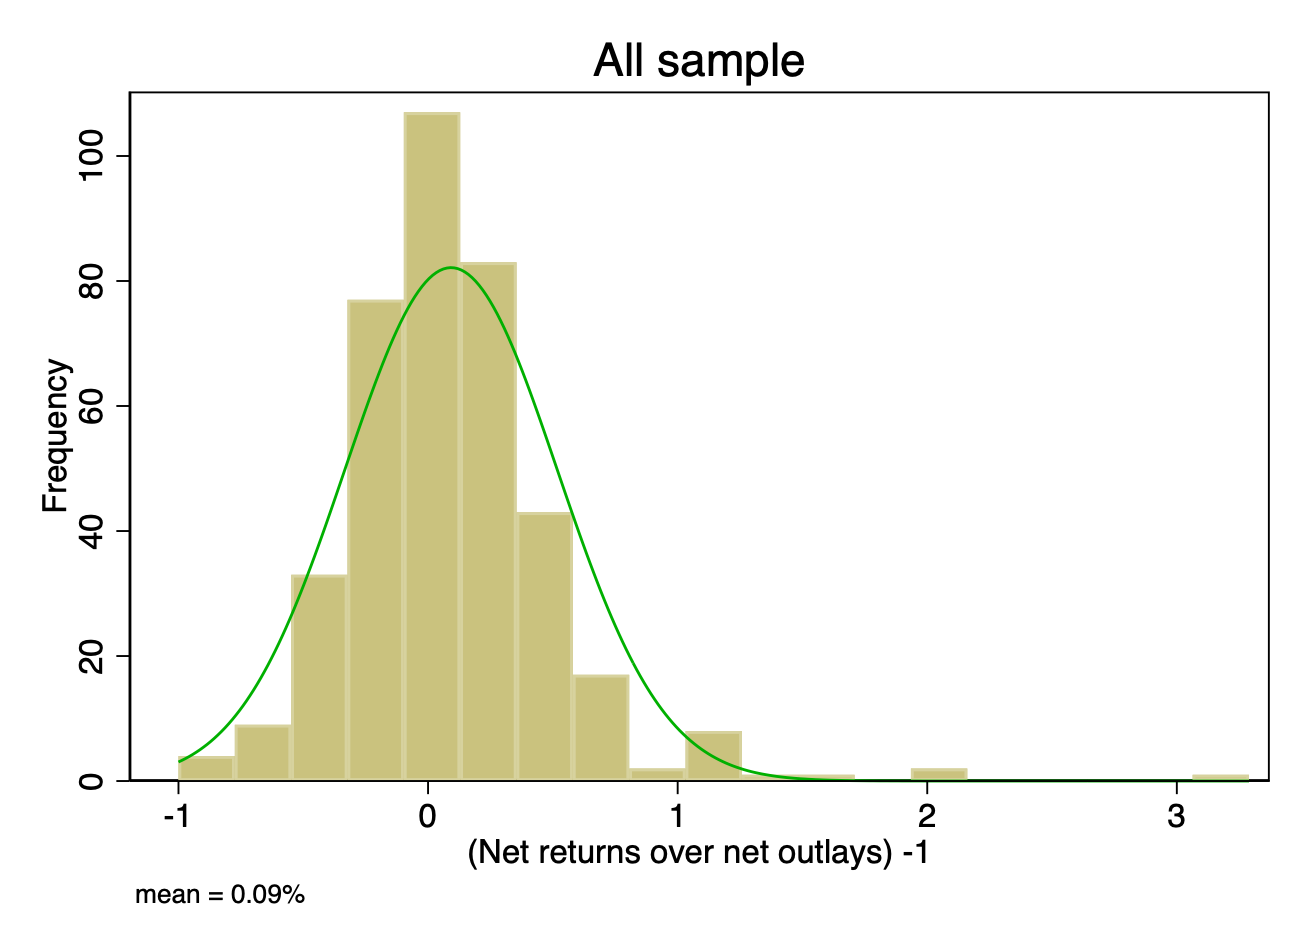 All sample
Frequency
100
80
60
40
20
0
-1 0 1 2 3
(Net returns over net outlays) -1
mean = 0.09%